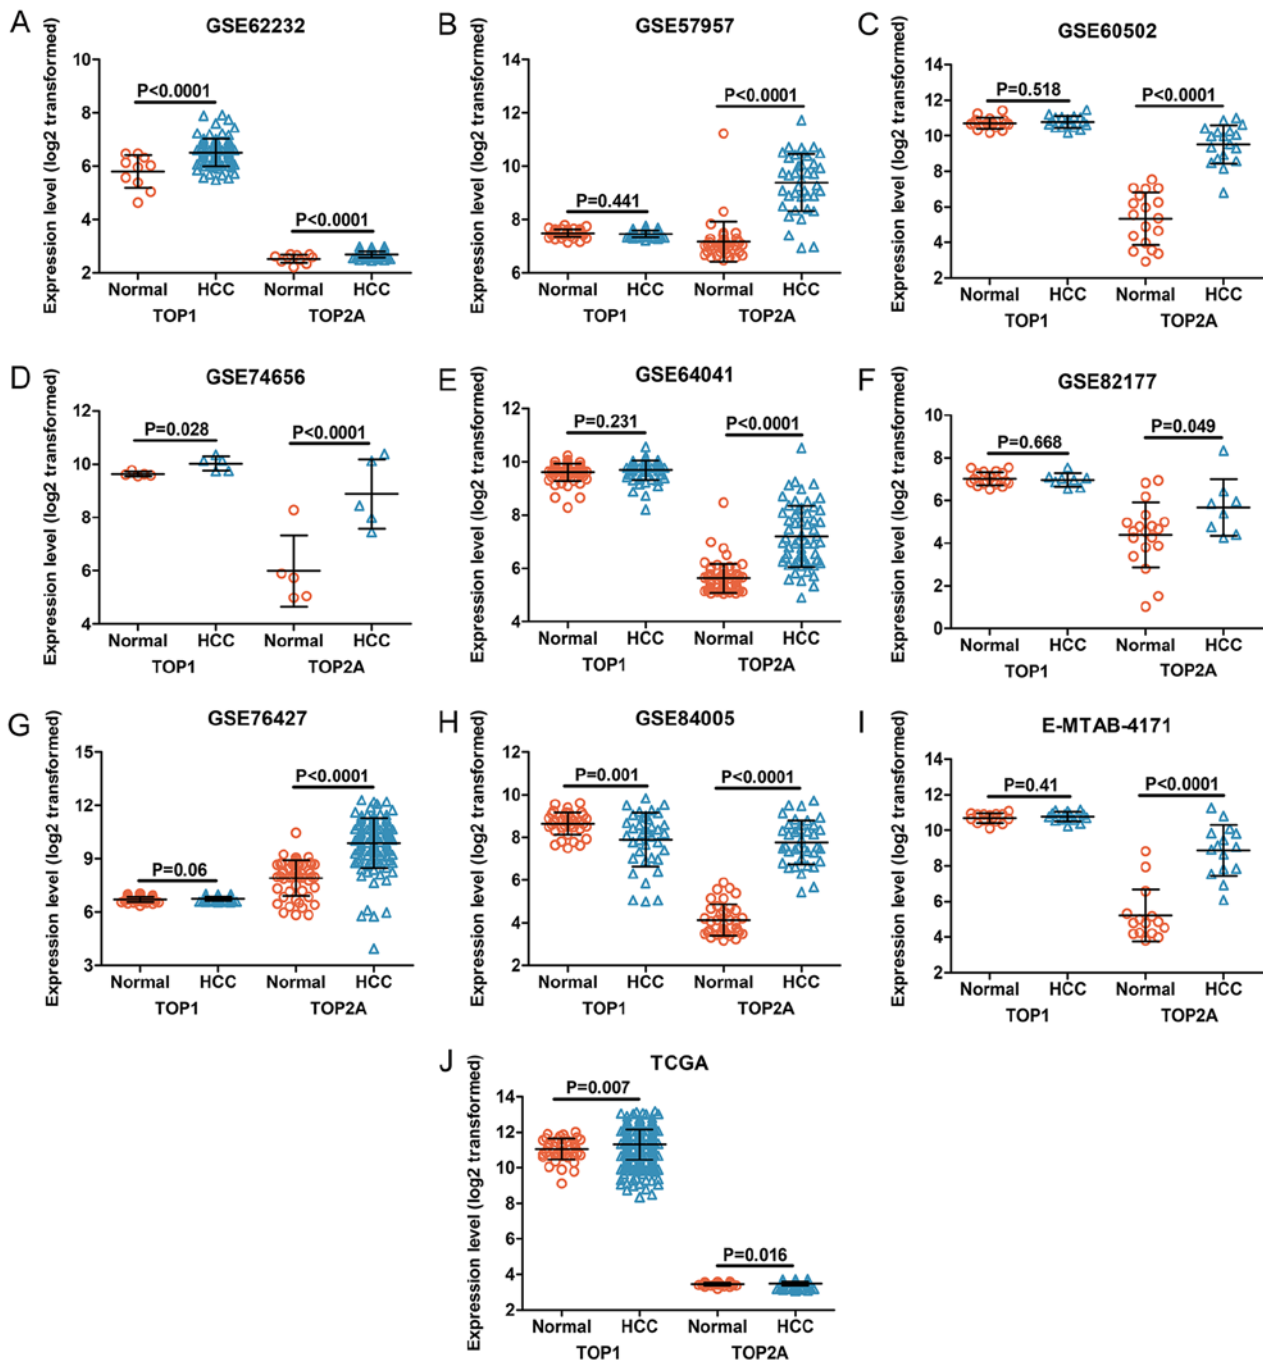 A
GSE62232
Expression level (log2 transformed)
10
8
6
4
2
P<0.0001
P<0.0001
Normal HCC Normal HCC
TOP1 TOP2A
B
GSE57957
Expression level (log2 transformed)
14
12
10
8
6
P<0.0001
P=0.441
Normal HCC Normal HCC
TOP1 TOP2A
C
GSE60502
Expression level (log2 transformed)
14
12
10
8
6
4
2
P=0.518
P<0.0001
Normal HCC Normal HCC
TOP1 TOP2A
D
GSE74656
Expression level (log2 transformed)
12
10
8
6
4
P=0.028
P<0.0001
Normal HCC Normal HCC
TOP1 TOP2A
E
GSE64041
Expression level (log2 transformed)
12
10
8
6
4
P=0.231
P<0.0001
Normal HCC Normal HCC
TOP1 TOP2A
F
GSE82177
Expression level (log2 transformed)
10
8
6
4
2
0
P=0.668
P=0.049
Normal HCC Normal HCC
TOP1 TOP2A
G
GSE76427
Expression level (log2 transformed)
15
12
9
6
3
P<0.0001
P=0.06
Normal HCC Normal HCC
TOP1 TOP2A
H
GSE84005
Expression level (log2 transformed)
12
10
8
6
4
2
P=0.001
P<0.0001
Normal HCC Normal HCC
TOP1 TOP2A
I
E-MTAB-4171
Expression level (log2 transformed)
14
12
10
8
6
4
2
P=0.41
P<0.0001
Normal HCC Normal HCC
TOP1 TOP2A
J
TCGA
Expression level (log2 transformed)
14
12
10
8
6
4
2
P=0.007
P=0.016
Normal HCC Normal HCC
TOP1 TOP2A